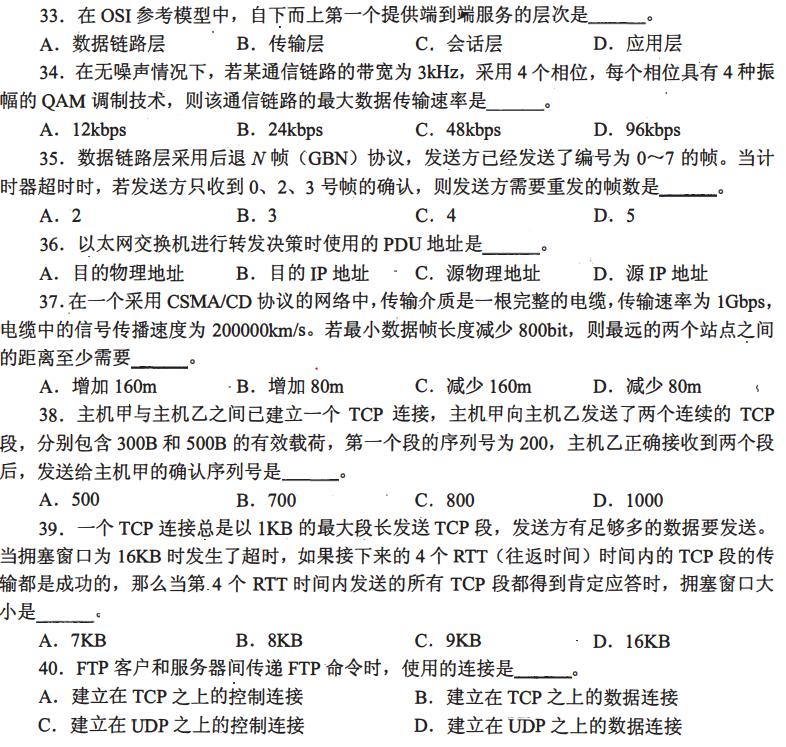 33．在 OSI 参考模型中，自下而上第一个提供端到端服务的层次是______。
A．数据链路层 B．传输层 C．会话层 D．应用层
34．在无噪声情况下，若某通信链路的带宽为 3kHz，采用 4 个相位，每个相位具有 4 种振
幅的 QAM 调制技术，则该通信链路的最大数据传输速率是______。
A．12kbps B．24kbps C．48kbps D．96kbps
35．数据链路层采用后退 N 帧（GBN）协议，发送方已经发送了编号为 0～7 的帧。当计
时器超时时，若发送方只收到 0、2、3 号帧的确认，则发送方需要重发的帧数是______。
A．2 B．3 C．4 D．5
36．以太网交换机进行转发决策时使用的 PDU 地址是______。
A．目的物理地址 B．目的 IP 地址 C．源物理地址 D．源 IP 地址
37．在一个采用 CSMA/CD 协议的网络中，传输介质是一根完整的电缆，传输速率为 1Gbps，
电缆中的信号传播速度为 200000km/s。若最小数据帧长度减少 800bit，则最远的两个站点之间
的距离至少需要______。
A．增加 160m B．增加 80m C．减少 160m D．减少 80m
38．主机甲与主机乙之间已建立一个 TCP 连接，主机甲向主机乙发送了两个连续的 TCP
段，分别包含 300B 和 500B 的有效载荷，第一个段的序列号为 200，主机乙正确接收到两个段
后，发送给主机甲的确认序列号是______。
A．500 B．700 C．800 D．1000
39．一个 TCP 连接总是以 1KB 的最大段长发送 TCP 段，发送方有足够多的数据要发送。
当拥塞窗口为 16KB 时发生了超时，如果接下来的 4 个 RTT（往返时间）时间内的 TCP 段的传
输都是成功的，那么当第 4 个 RTT 时间内发送的所有 TCP 段都得到肯定应答时，拥塞窗口大
小是______。
A．7KB B．8KB C．9KB D．16KB
40．FTP 客户和服务器间传递 FTP 命令时，使用的连接是______。
A．建立在 TCP 之上的控制连接 B．建立在 TCP 之上的数据连接
C．建立在 UDP 之上的控制连接 D．建立在 UDP 之上的数据连接